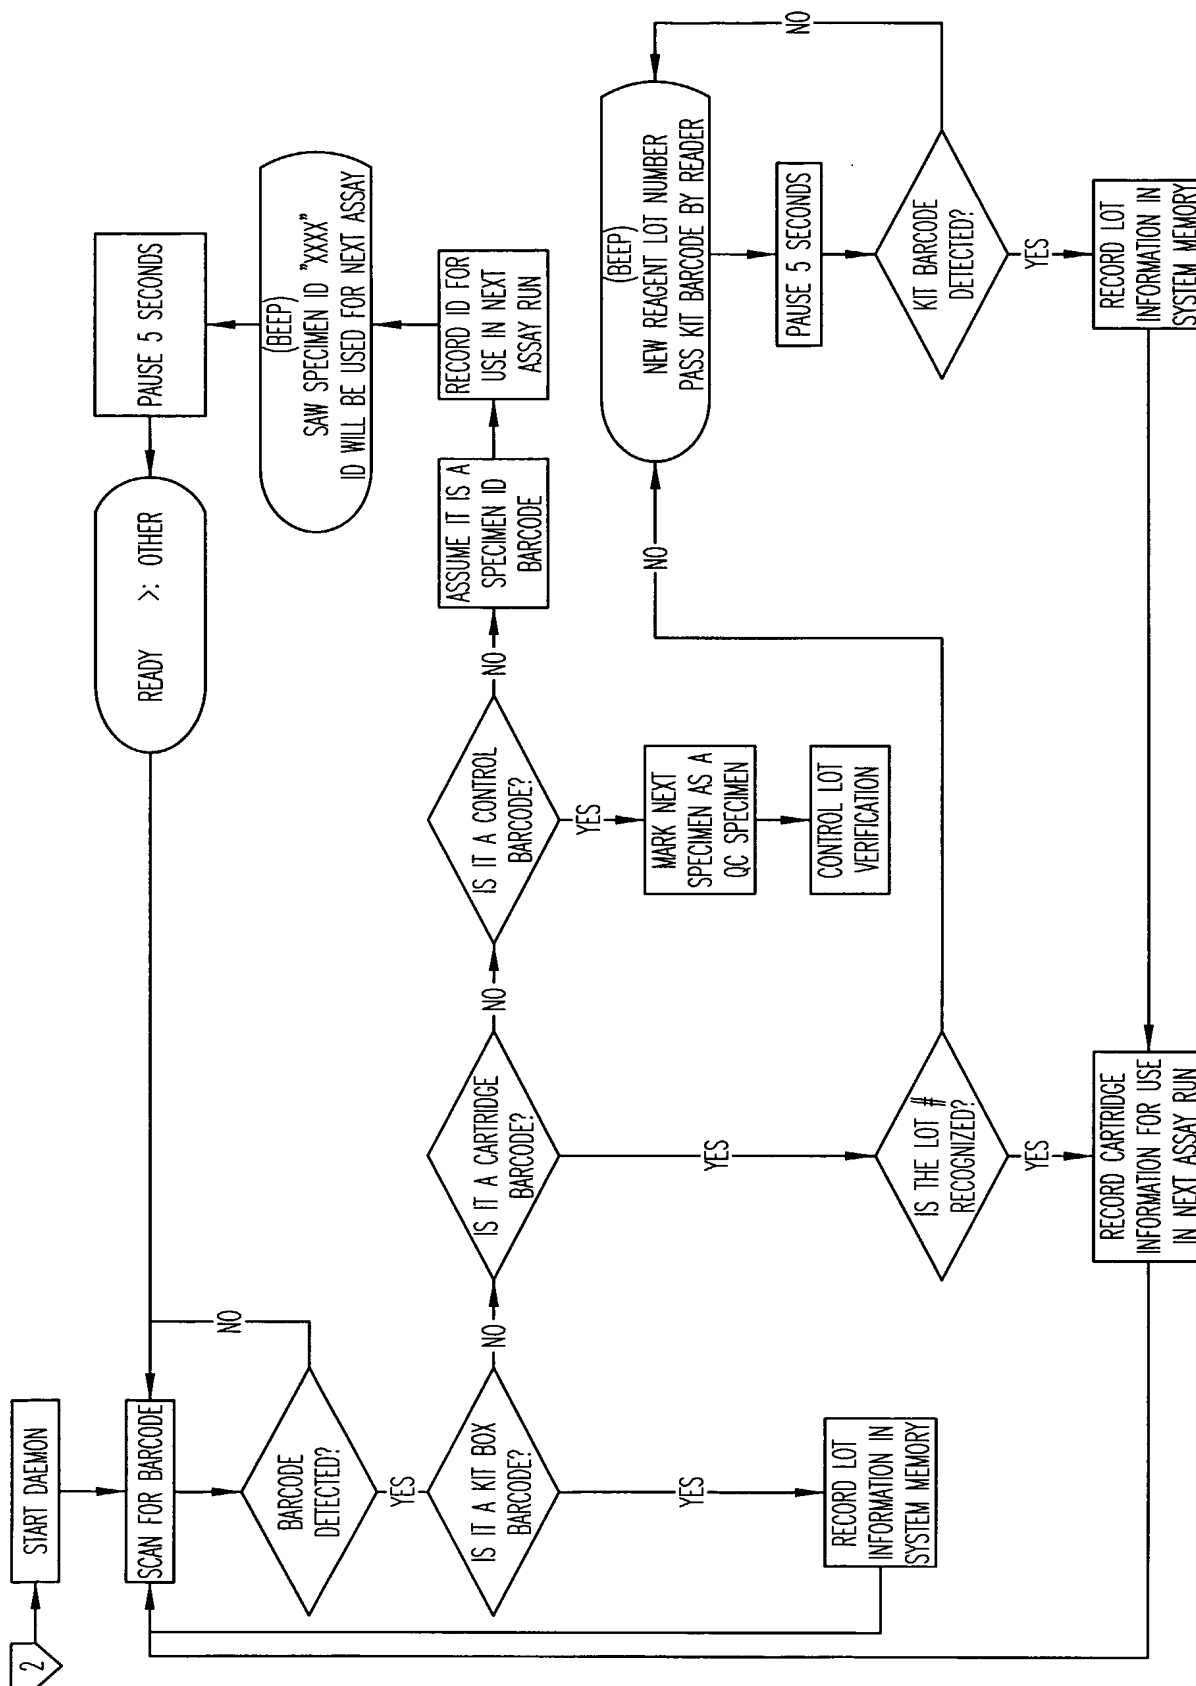 2
START DAEMON
SCAN FOR BARCODE
BARCODE
DETECTED?
NO
YES
IS IT A KIT BOX
BARCODE?
NO
YES
RECORD LOT
INFORMATION IN
SYSTEM MEMORY
IS IT A CARTRIDGE
BARCODE?
NO
YES
IS THE LOT #
RECOGNIZED?
NO
YES
RECORD CARTRIDGE
INFORMATION FOR USE
IN NEXT ASSAY RUN
IS IT A CONTROL
BARCODE?
NO
YES
MARK NEXT
SPECIMEN AS A
QC SPECIMEN
CONTROL LOT
VERIFICATION
ASSUME IT IS A
SPECIMEN ID
BARCODE
RECORD ID FOR
USE IN NEXT
ASSAY RUN
(BEEP)
SAW SPECIMEN ID "XXXX"
ID WILL BE USED FOR NEXT ASSAY
PAUSE 5 SECONDS
READY >: OTHER
(BEEP)
NEW REAGENT LOT NUMBER
PASS KIT BARCODE BY READER
PAUSE 5 SECONDS
KIT BARCODE
DETECTED?
NO
YES
RECORD LOT
INFORMATION IN
SYSTEM MEMORY